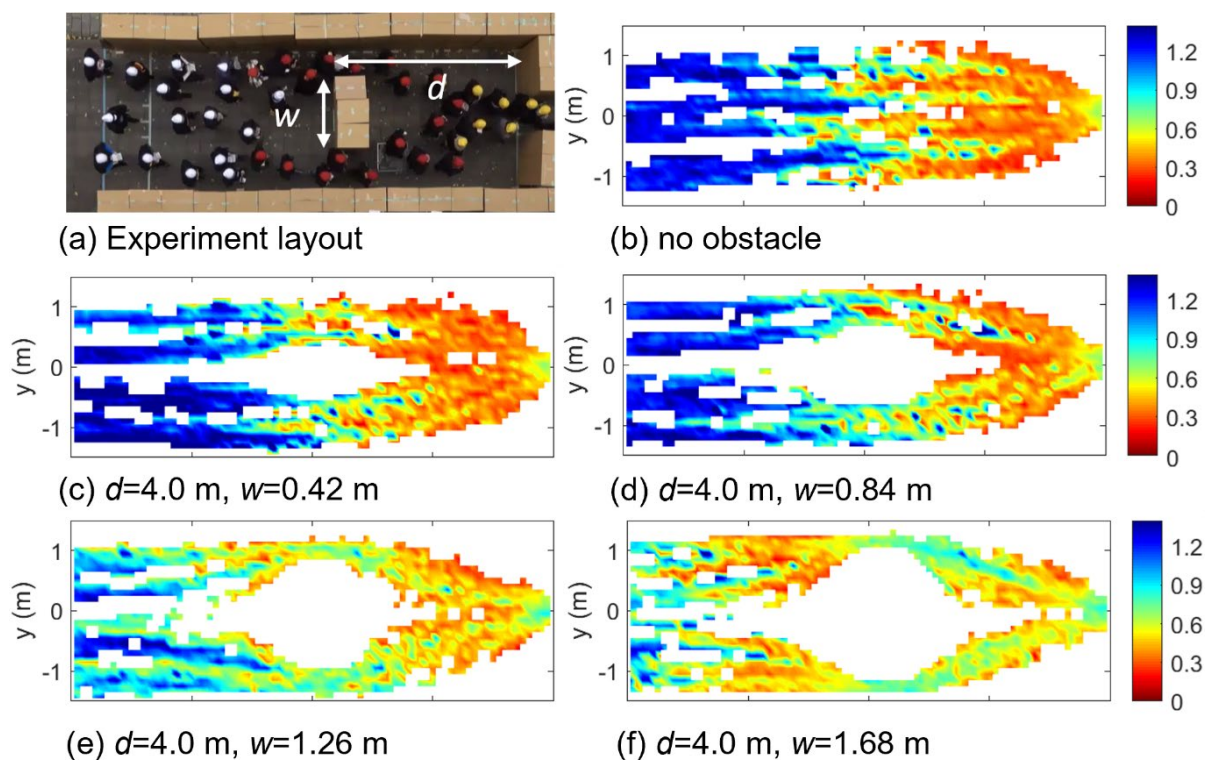 w
d
(a) Experiment layout
y (m)
1
0
-1
1.2
0.9
0.6
0.3
0
(b) no obstacle
y (m)
1
0
-1
(c) d=4.0 m, w=0.42 m
y (m)
1
0
-1
1.2
0.9
0.6
0.3
0
(d) d=4.0 m, w=0.84 m
y (m)
1
0
-1
(e) d=4.0 m, w=1.26 m
y (m)
1
0
-1
1.2
0.9
0.6
0.3
0
(f) d=4.0 m, w=1.68 m